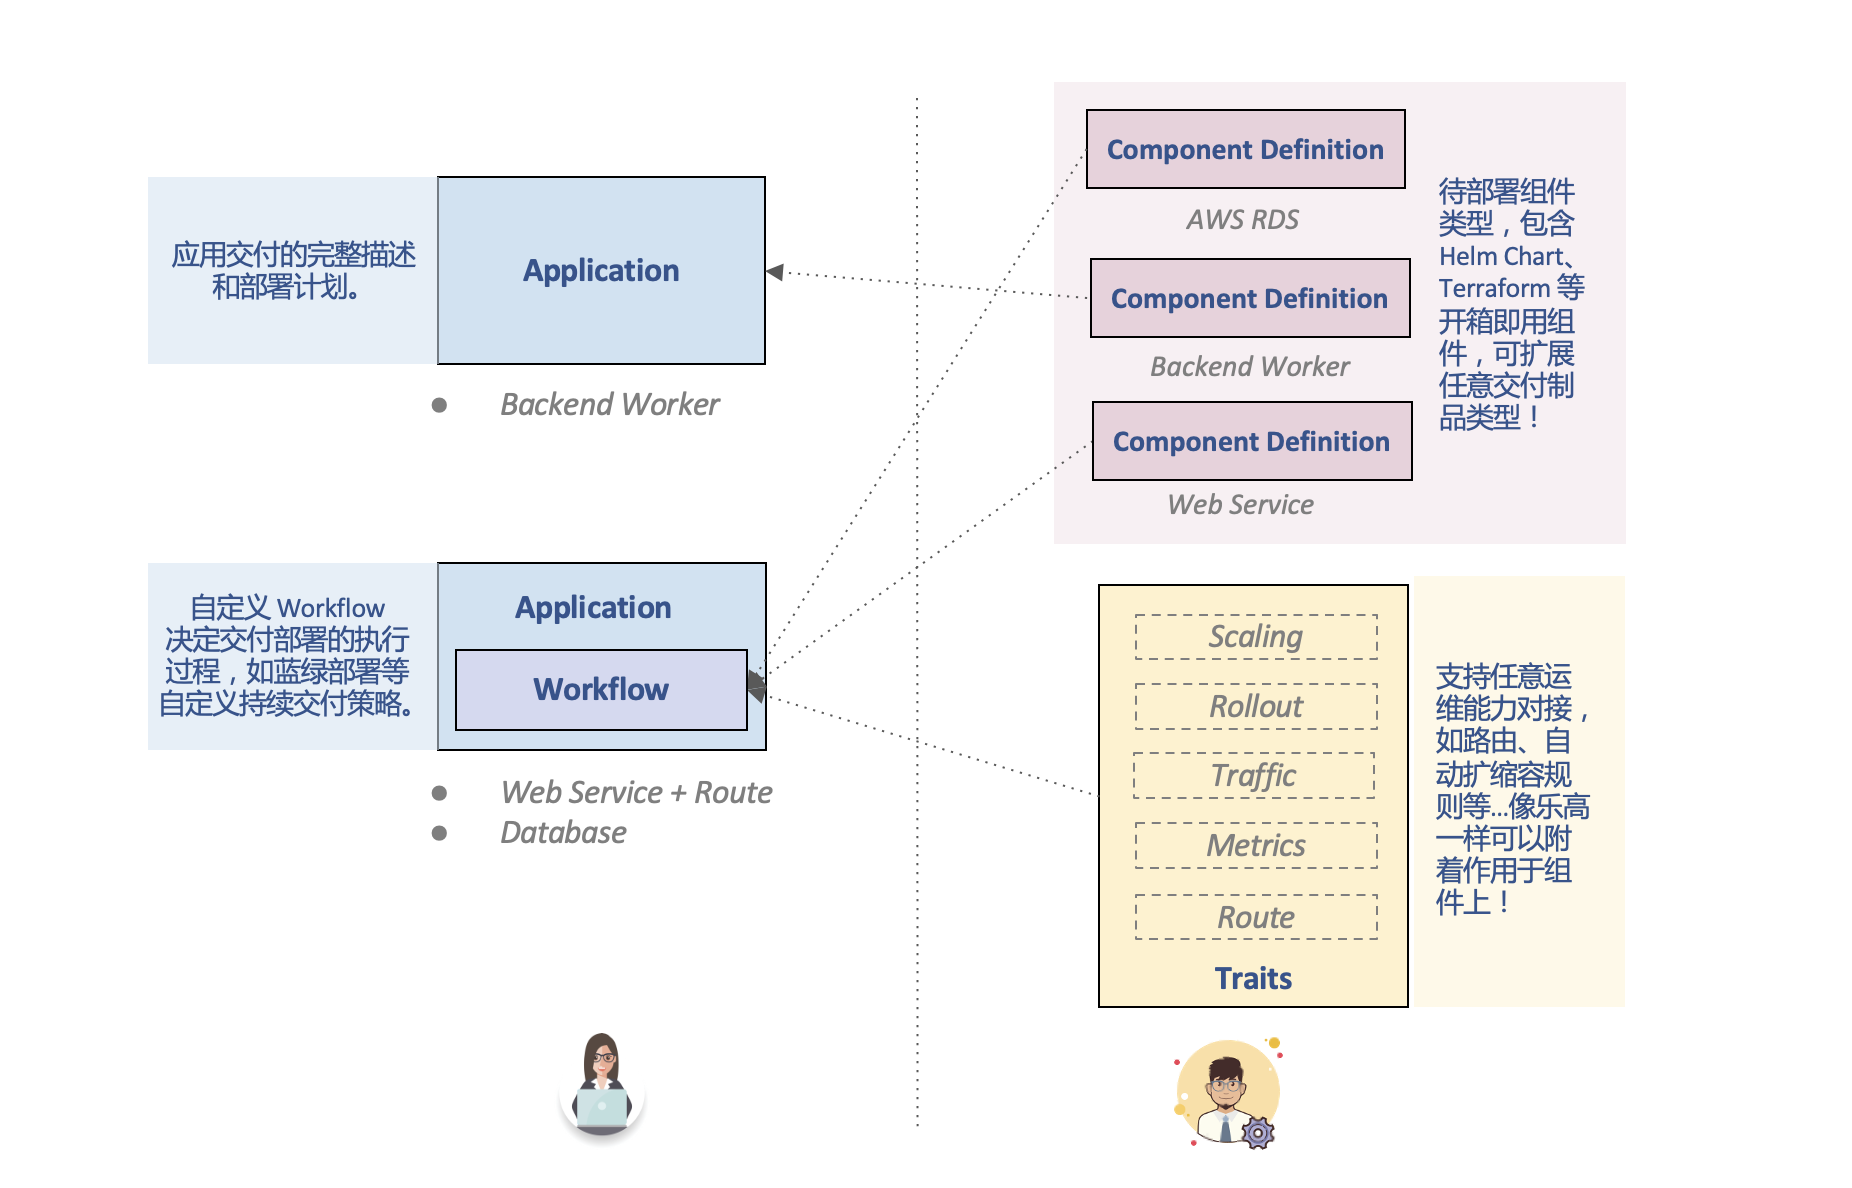 应用交付的完整描述
和部署计划。
Application
Backend Worker
自定义 Workflow
决定交付部署的执行
过程，如蓝绿部署等
自定义持续交付策略。
Application
Workflow
Web Service + Route
Database
Component Definition
AWS RDS
Component Definition
Backend Worker
Component Definition
Web Service
待部署组件
类型，包含
Helm Chart、
Terraform 等
开箱即用组
件，可扩展
任意交付制
品类型！
Scaling
Rollout
Traffic
Metrics
Route
Traits
支持任意运
维能力对接，
如路由、自
动扩缩容规
则等...像乐高
一样可以附
着作用于组
件上！